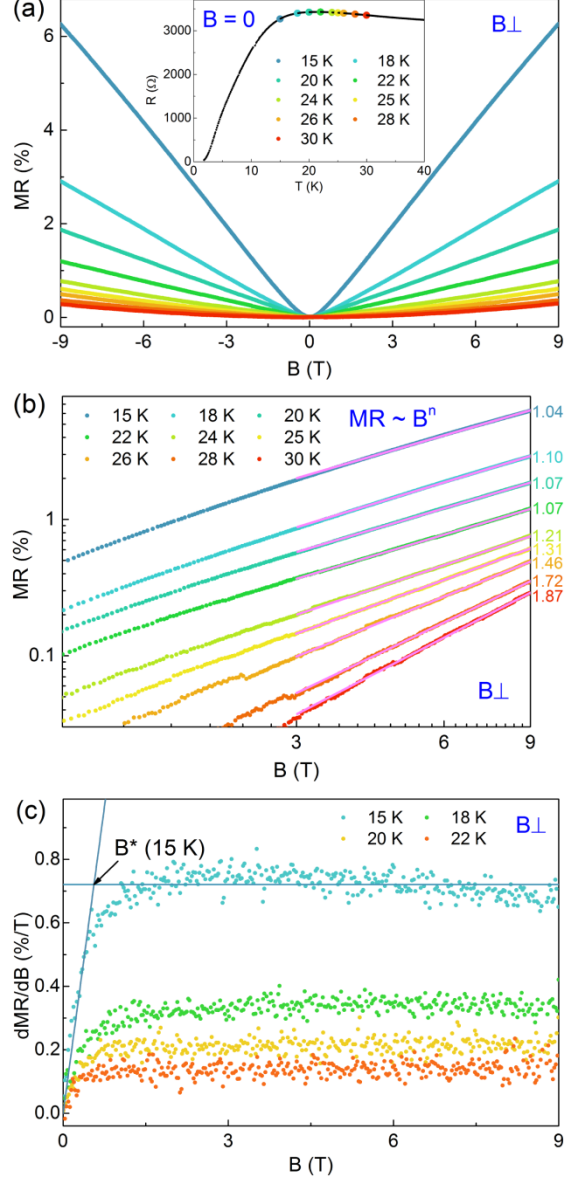 (a)
B = 0
B⊥
15 K 18 K
20 K 22 K
24 K 25 K
26 K 28 K
30 K
R (Ω)
3000
2000
1000
0
0 10 20 30 40
T (K)
MR (%)
6
4
2
0
-9 -6 -3 0 3 6 9
B (T)
(b)
15 K 18 K 20 K
22 K 24 K 25 K
26 K 28 K 30 K
MR ~ Bⁿ
1.04
1.10
1.07
1.07
1.21
1.31
1.46
1.72
1.87
MR (%)
1
0.1
B⊥
3 6 9
B (T)
(c)
15 K 18 K
20 K 22 K
B⊥
B* (15 K)
dMR/dB (%/T)
0.8
0.6
0.4
0.2
0.0
0 3 6 9
B (T)